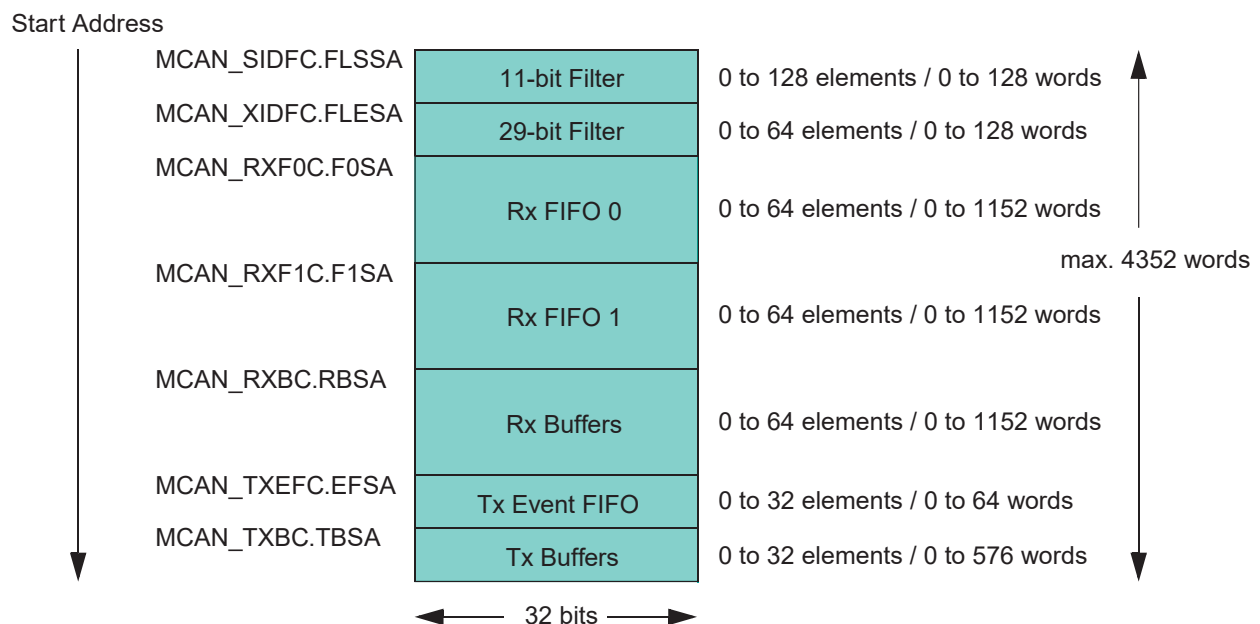 Start Address
MCAN_SIDFC.FLSSA
11-bit Filter
0 to 128 elements / 0 to 128 words
MCAN_XIDFC.FLESA
29-bit Filter
0 to 64 elements / 0 to 128 words
MCAN_RXF0C.F0SA
Rx FIFO 0
0 to 64 elements / 0 to 1152 words
max. 4352 words
MCAN_RXF1C.F1SA
Rx FIFO 1
0 to 64 elements / 0 to 1152 words
MCAN_RXBC.RBSA
Rx Buffers
0 to 64 elements / 0 to 1152 words
MCAN_TXEFC.EFSA
Tx Event FIFO
0 to 32 elements / 0 to 64 words
MCAN_TXBC.TBSA
Tx Buffers
0 to 32 elements / 0 to 576 words
32 bits